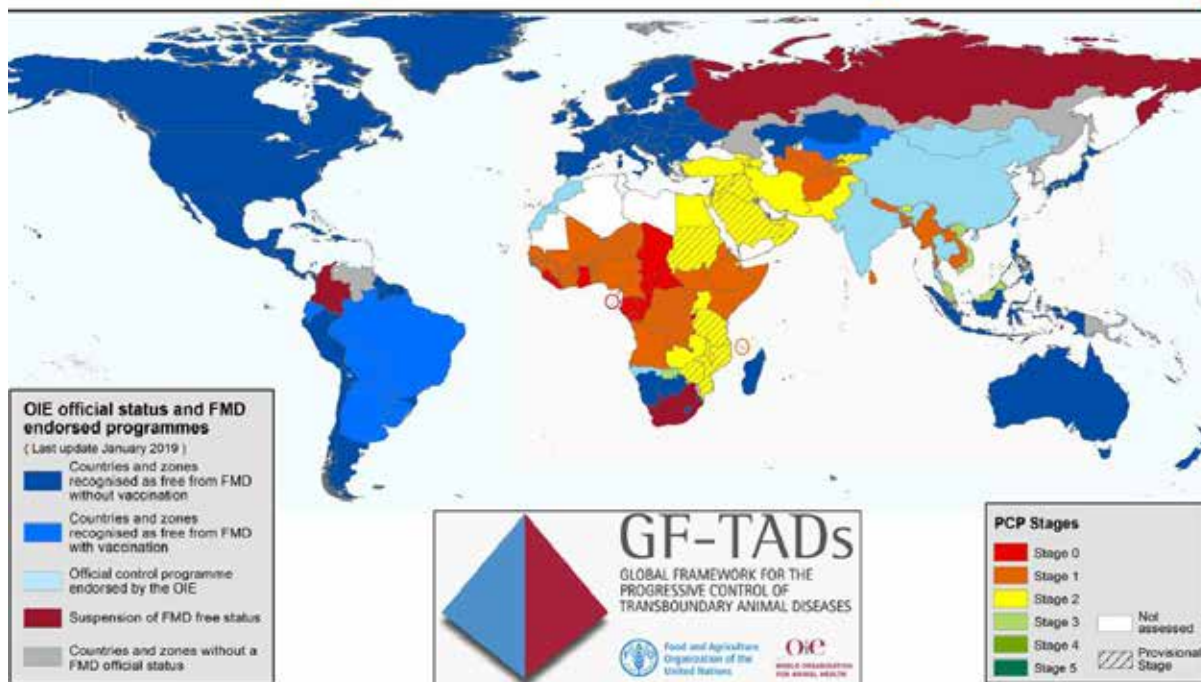 OIE official status and FMD
endorsed programmes
( Last update January 2019 )
Countries and zones
recognised as free from FMD
without vaccination
Countries and zones
recognised as free from FMD
with vaccination
Official control programme
endorsed by the OIE
Suspension of FMD free status
Countries and zones without a
FMD official status
GF-TADs
GLOBAL FRAMEWORK FOR THE
PROGRESSIVE CONTROL OF
TRANSBOUNDARY ANIMAL DISEASES
Food and Agriculture
Organization of the
United Nations
Oie
WORLD ORGANISATION
FOR ANIMAL HEALTH
PCP Stages
Stage 0
Stage 1
Stage 2
Stage 3
Stage 4
Stage 5
Not
assessed
Provisional
Stage